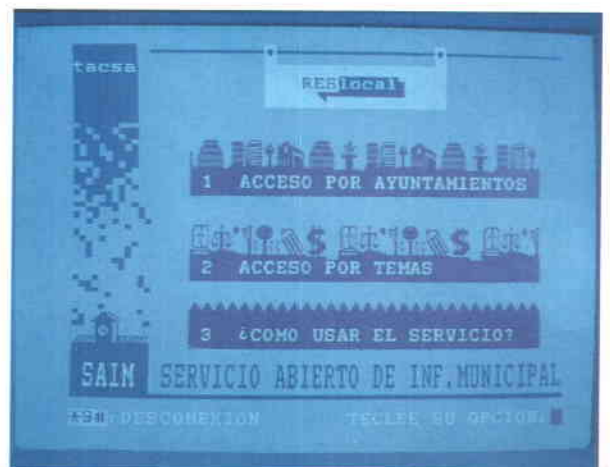 tacsa
RESlocal
1 ACCESO POR AYUNTAMIENTOS
2 ACCESO POR TEMAS
3 ¿COMO USAR EL SERVICIO?
SAIM SERVICIO ABIERTO DE INF.MUNICIPAL
DESCONEXION TECLEE SU OPCION: